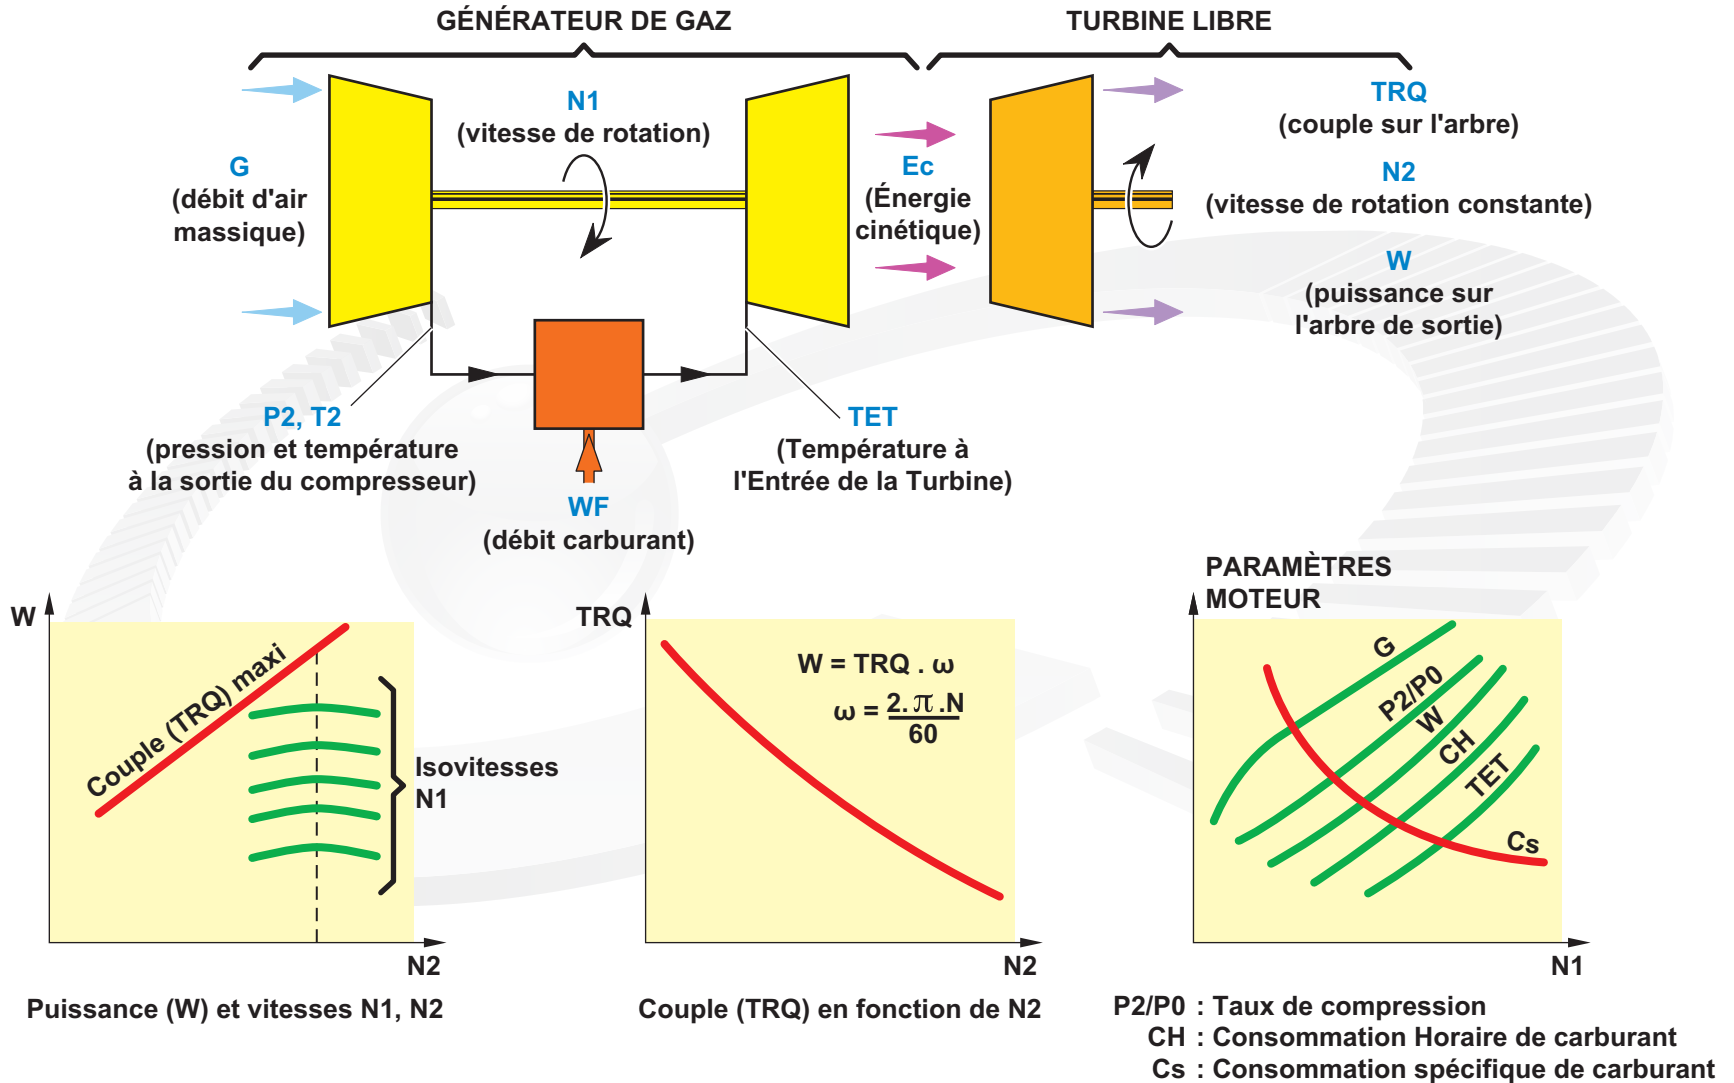 GÉNÉRATEUR DE GAZ
TURBINE LIBRE
N1
(vitesse de rotation)
G
(débit d'air
massique)
Ec
(Énergie
cinétique)
TRQ
(couple sur l'arbre)
N2
(vitesse de rotation constante)
W
(puissance sur
l'arbre de sortie)
P2, T2
(pression et température
à la sortie du compresseur)
TET
(Température à
l'Entrée de la Turbine)
WF
(débit carburant)
W
Couple (TRQ) maxi
Isovitesses
N1
N2
Puissance (W) et vitesses N1, N2
TRQ
W = TRQ . ω
ω = 2. π .N
60
N2
Couple (TRQ) en fonction de N2
PARAMÈTRES
MOTEUR
G
P2/P0
W
CH
TET
Cs
N1
P2/P0 : Taux de compression
CH : Consommation Horaire de carburant
Cs : Consommation spécifique de carburant